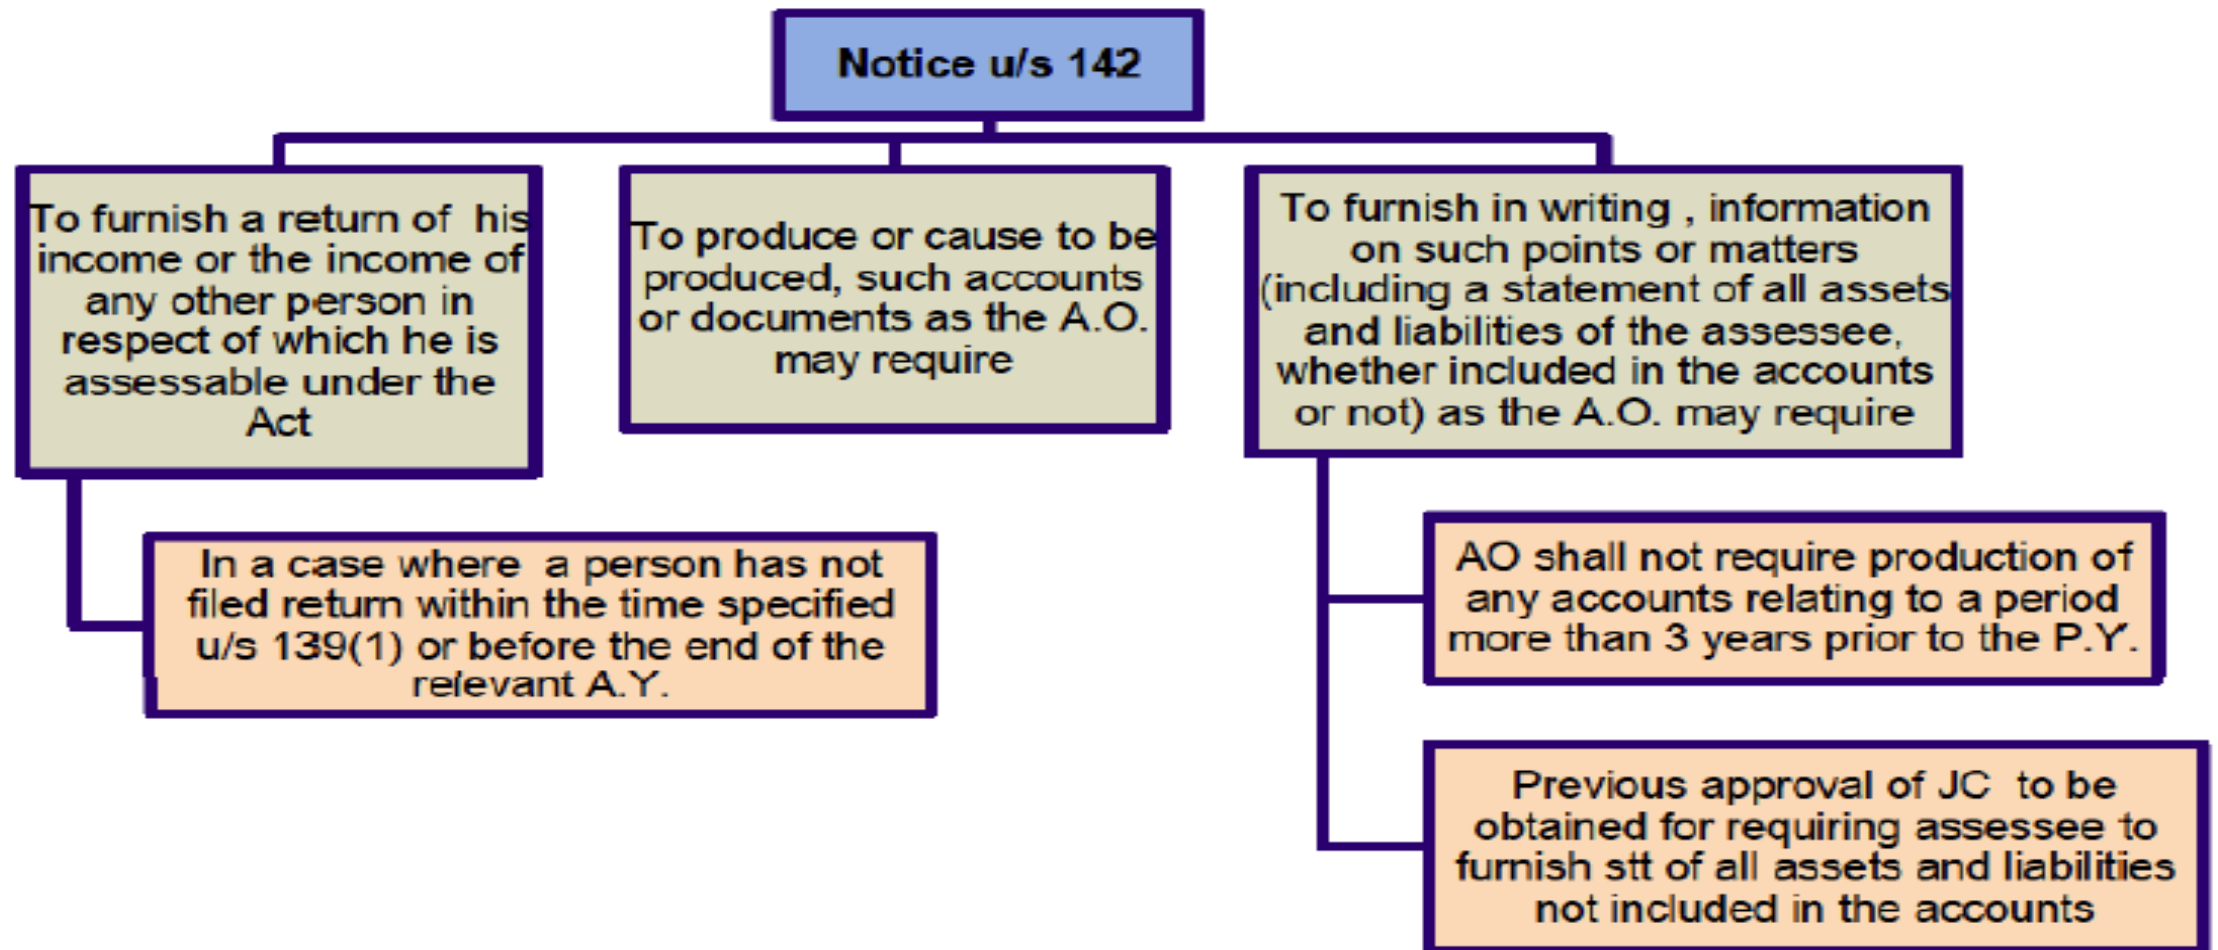 Notice u/s 142
To furnish a return of his
income or the income of
any other person in
respect of which he is
assessable under the
Act
To produce or cause to be
produced, such accounts
or documents as the A.O.
may require
To furnish in writing , information
on such points or matters
(including a statement of all assets
and liabilities of the assessee,
whether included in the accounts
or not) as the A.O. may require
In a case where a person has not
filed return within the time specified
u/s 139(1) or before the end of the
relevant A.Y.
AO shall not require production of
any accounts relating to a period
more than 3 years prior to the P.Y.
Previous approval of JC to be
obtained for requiring assessee to
furnish stt of all assets and liabilities
not included in the accounts